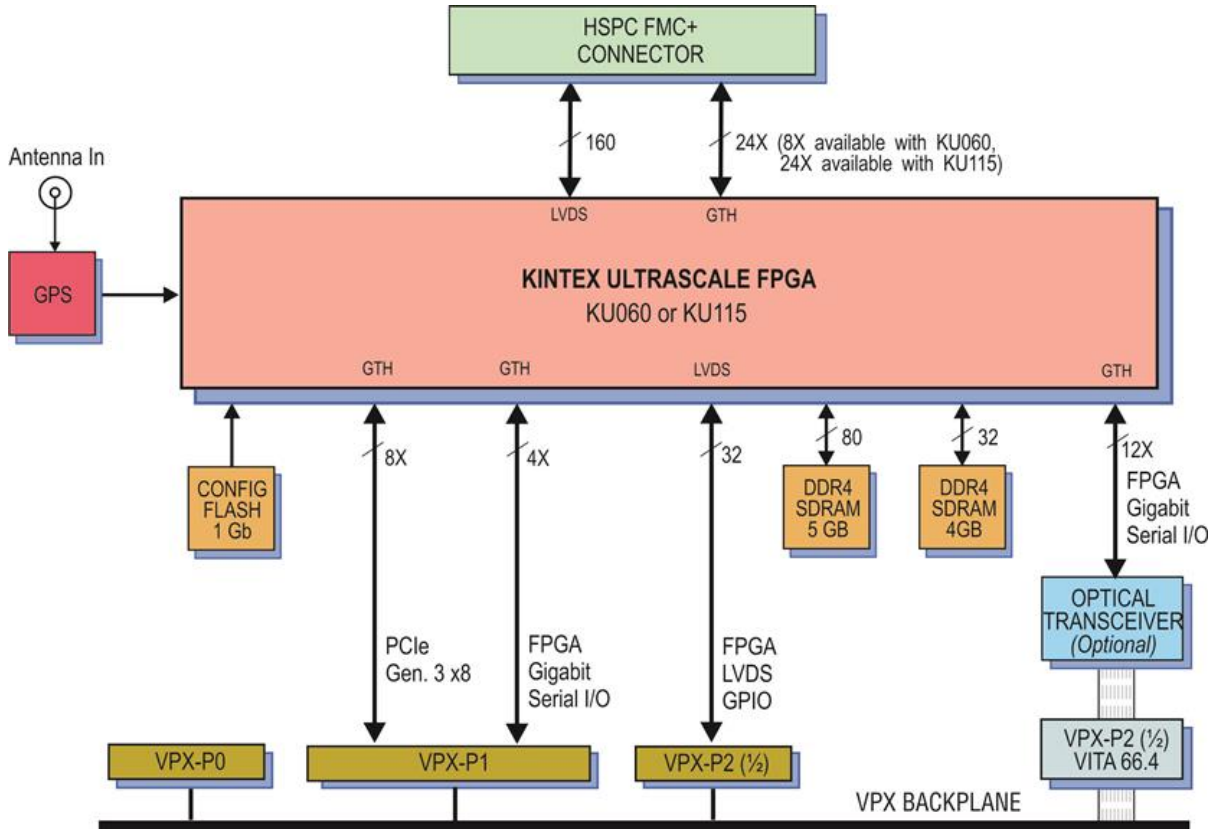 HSPC FMC+
CONNECTOR
160
24X (8X available with KU060,
24X available with KU115)
Antenna In
LVDS
GTH
GPS
KINTEX ULTRASCALE FPGA
KU060 or KU115
GTH
GTH
LVDS
GTH
8X
4X
32
80
32
12X
CONFIG
FLASH
1 Gb
DDR4
SDRAM
5 GB
DDR4
SDRAM
4GB
FPGA
Gigabit
Serial I/O
OPTICAL
TRANSCEIVER
(Optional)
PCIe
Gen. 3 x8
FPGA
Gigabit
Serial I/O
FPGA
LVDS
GPIO
VPX-P0
VPX-P1
VPX-P2 (½)
VPX-P2 (½)
VITA 66.4
VPX BACKPLANE